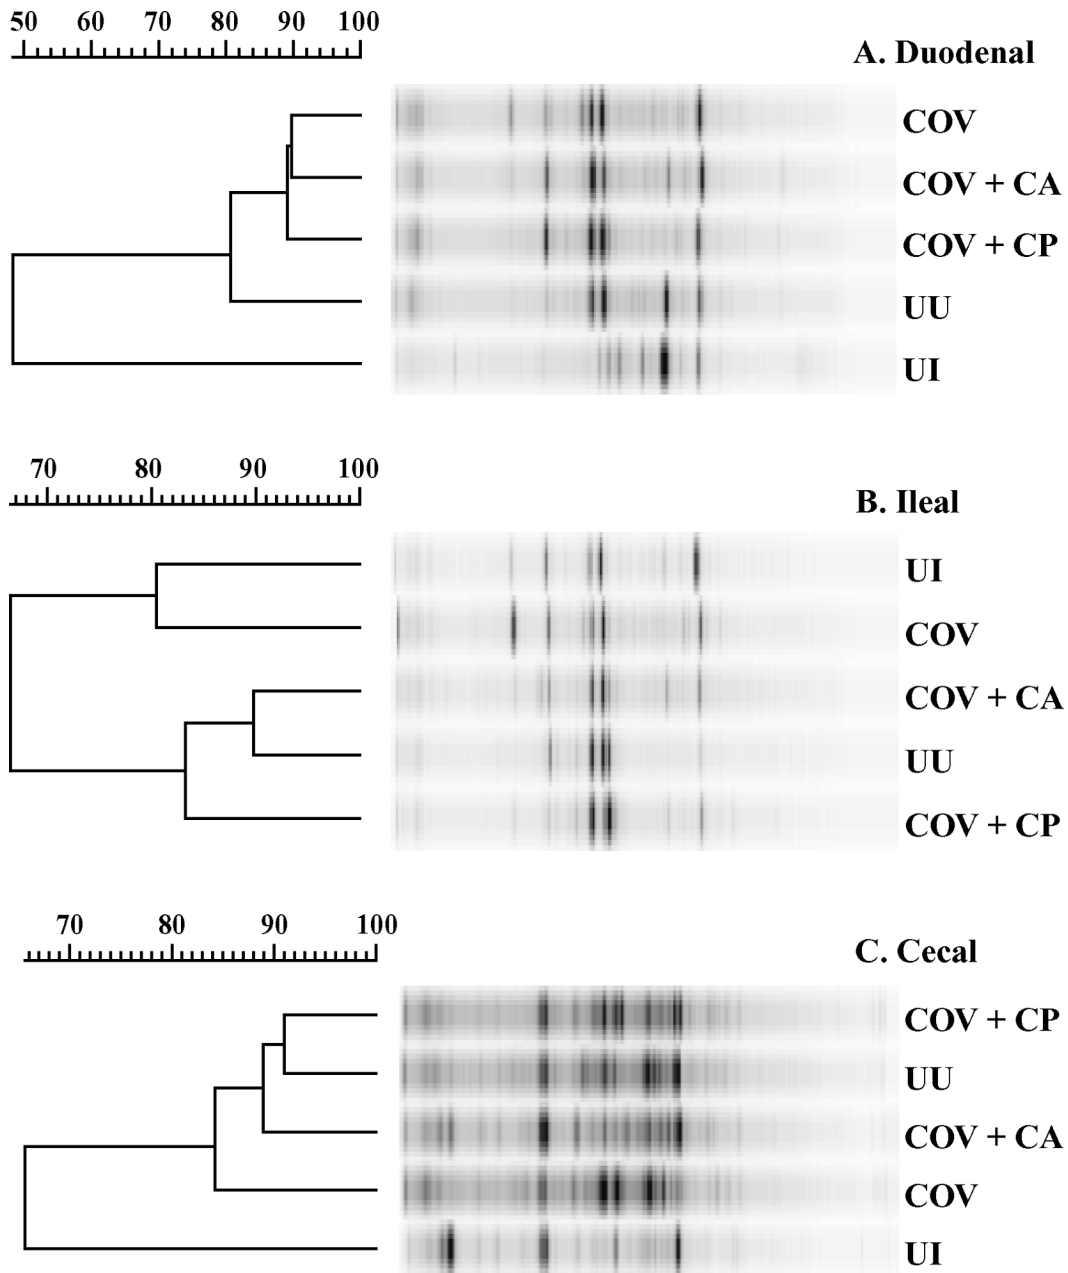 50 60 70 80 90 100
A. Duodenal
COV
COV + CA
COV + CP
UU
UI
70 80 90 100
B. Ileal
UI
COV
COV + CA
UU
COV + CP
70 80 90 100
C. Cecal
COV + CP
UU
COV + CA
COV
UI